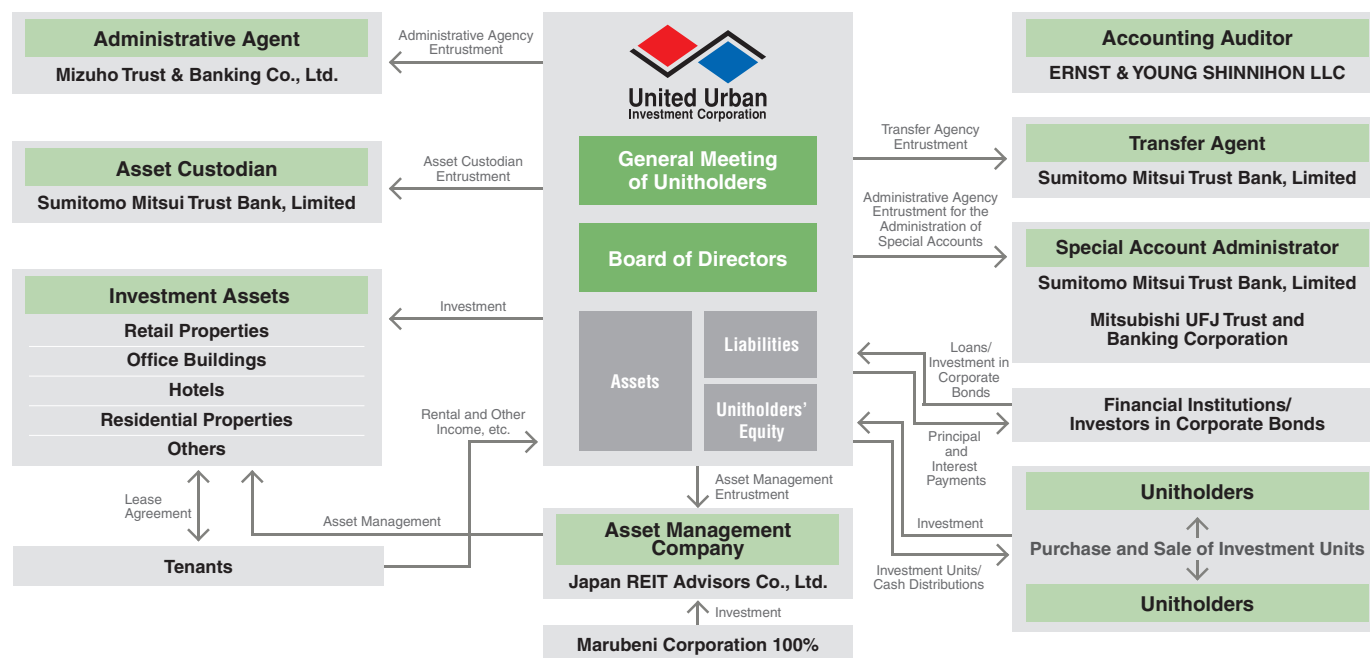 Administrative Agent
Mizuho Trust & Banking Co., Ltd.
Administrative Agency
Entrustment
Asset Custodian
Sumitomo Mitsui Trust Bank, Limited
Asset Custodian
Entrustment
Investment Assets
Retail Properties
Office Buildings
Hotels
Residential Properties
Others
Investment
Rental and Other
Income, etc.
Lease
Agreement
Asset Management
Tenants
United Urban
Investment Corporation
General Meeting
of Unitholders
Board of Directors
Assets
Liabilities
Unitholders'
Equity
Asset Management
Entrustment
Asset Management
Company
Japan REIT Advisors Co., Ltd.
Investment
Marubeni Corporation 100%
Accounting Auditor
ERNST & YOUNG SHINNIHON LLC
Transfer Agency
Entrustment
Transfer Agent
Sumitomo Mitsui Trust Bank, Limited
Administrative Agency
Entrustment for the
Administration of
Special Accounts
Special Account Administrator
Sumitomo Mitsui Trust Bank, Limited
Mitsubishi UFJ Trust and
Banking Corporation
Loans/
Investment in
Corporate
Bonds
Financial Institutions/
Investors in Corporate Bonds
Principal
and
Interest
Payments
Investment
Investment Units/
Cash Distributions
Unitholders
Purchase and Sale of Investment Units
Unitholders